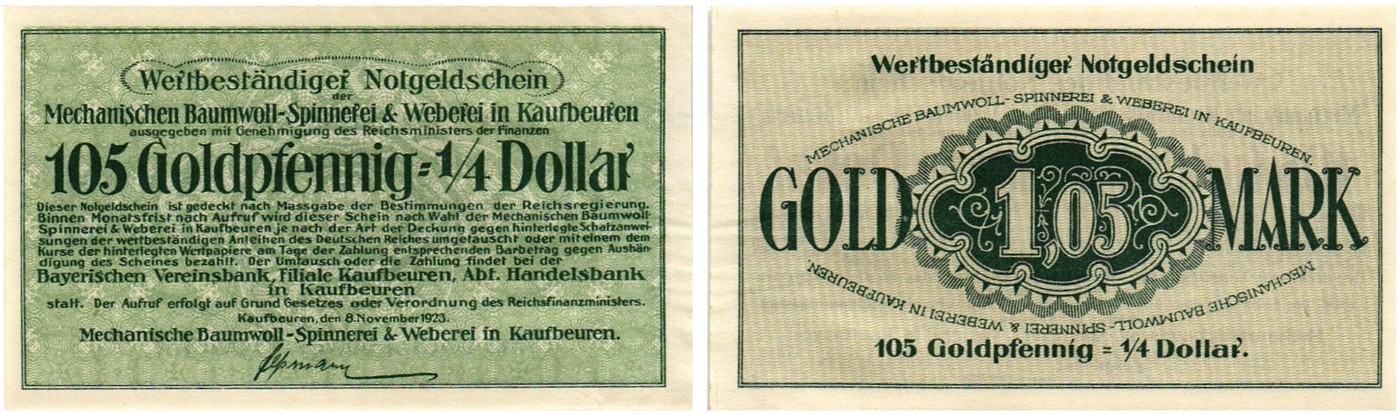 Wertbeständiger Notgeldschein
der
Mechanischen Baumwoll-Spinnerei & Weberei in Kaufbeuren
ausgegeben mit Genehmigung des Reichsministers der Finanzen
105 Goldpfennig = 1/4 Dollar
Dieser Notgeldschein ist gedeckt nach Massgabe der Bestimmungen der Reichsregierung.
Binnen Monatsfrist nach Aufruf wird dieser Schein nach Wahl der Mechanischen Baumwoll-
Spinnerei & Weberei in Kaufbeuren je nach der Art der Deckung gegen hinterlegte Schatzanwei-
sungen der wertbeständigen Anleihen des Deutschen Reiches umgetauscht oder mit einem dem
Kurse der hinterlegten Wertpapiere am Tage der Zahlung entsprechenden Barbetrag gegen Aushän-
digung des Scheines bezahlt. Der Umtausch oder die Zahlung findet bei der
Bayerischen Vereinsbank, Filiale Kaufbeuren, Abt. Handelsbank
in Kaufbeuren
statt. Der Aufruf erfolgt auf Grund Gesetzes oder Verordnung des Reichsfinanzministers.
Kaufbeuren, den 8. November 1923.
Mechanische Baumwoll-Spinnerei & Weberei in Kaufbeuren.
Wertbeständiger Notgeldschein
MECHANISCHE BAUMWOLL-SPINNEREI & WEBEREI IN KAUFBEUREN.
GOLD 1,05 MARK
MECHANISCHE BAUMWOLL-SPINNEREI & WEBEREI IN KAUFBEUREN.
105 Goldpfennig = 1/4 Dollar.